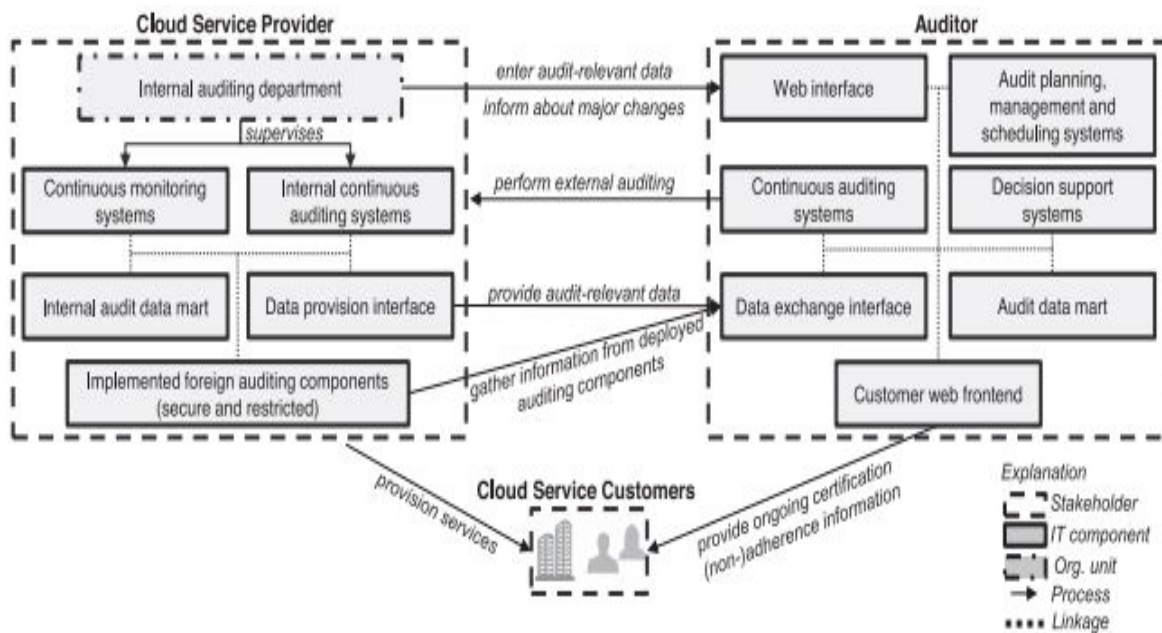 Cloud Service Provider
Auditor
Internal auditing department
enter audit-relevant data
inform about major changes
Web interface
Audit planning,
management and
scheduling systems
supervises
Continuous monitoring
systems
Internal continuous
auditing systems
perform external auditing
Continuous auditing
systems
Decision support
systems
Internal audit data mart
Data provision interface
provide audit-relevant data
Data exchange interface
Audit data mart
Implemented foreign auditing components
(secure and restricted)
gather information from deployed
auditing components
Customer web frontend
provision services
Cloud Service Customers
provide ongoing certification
(non-)adherence information
Explanation
Stakeholder
IT component
Org. unit
Process
Linkage